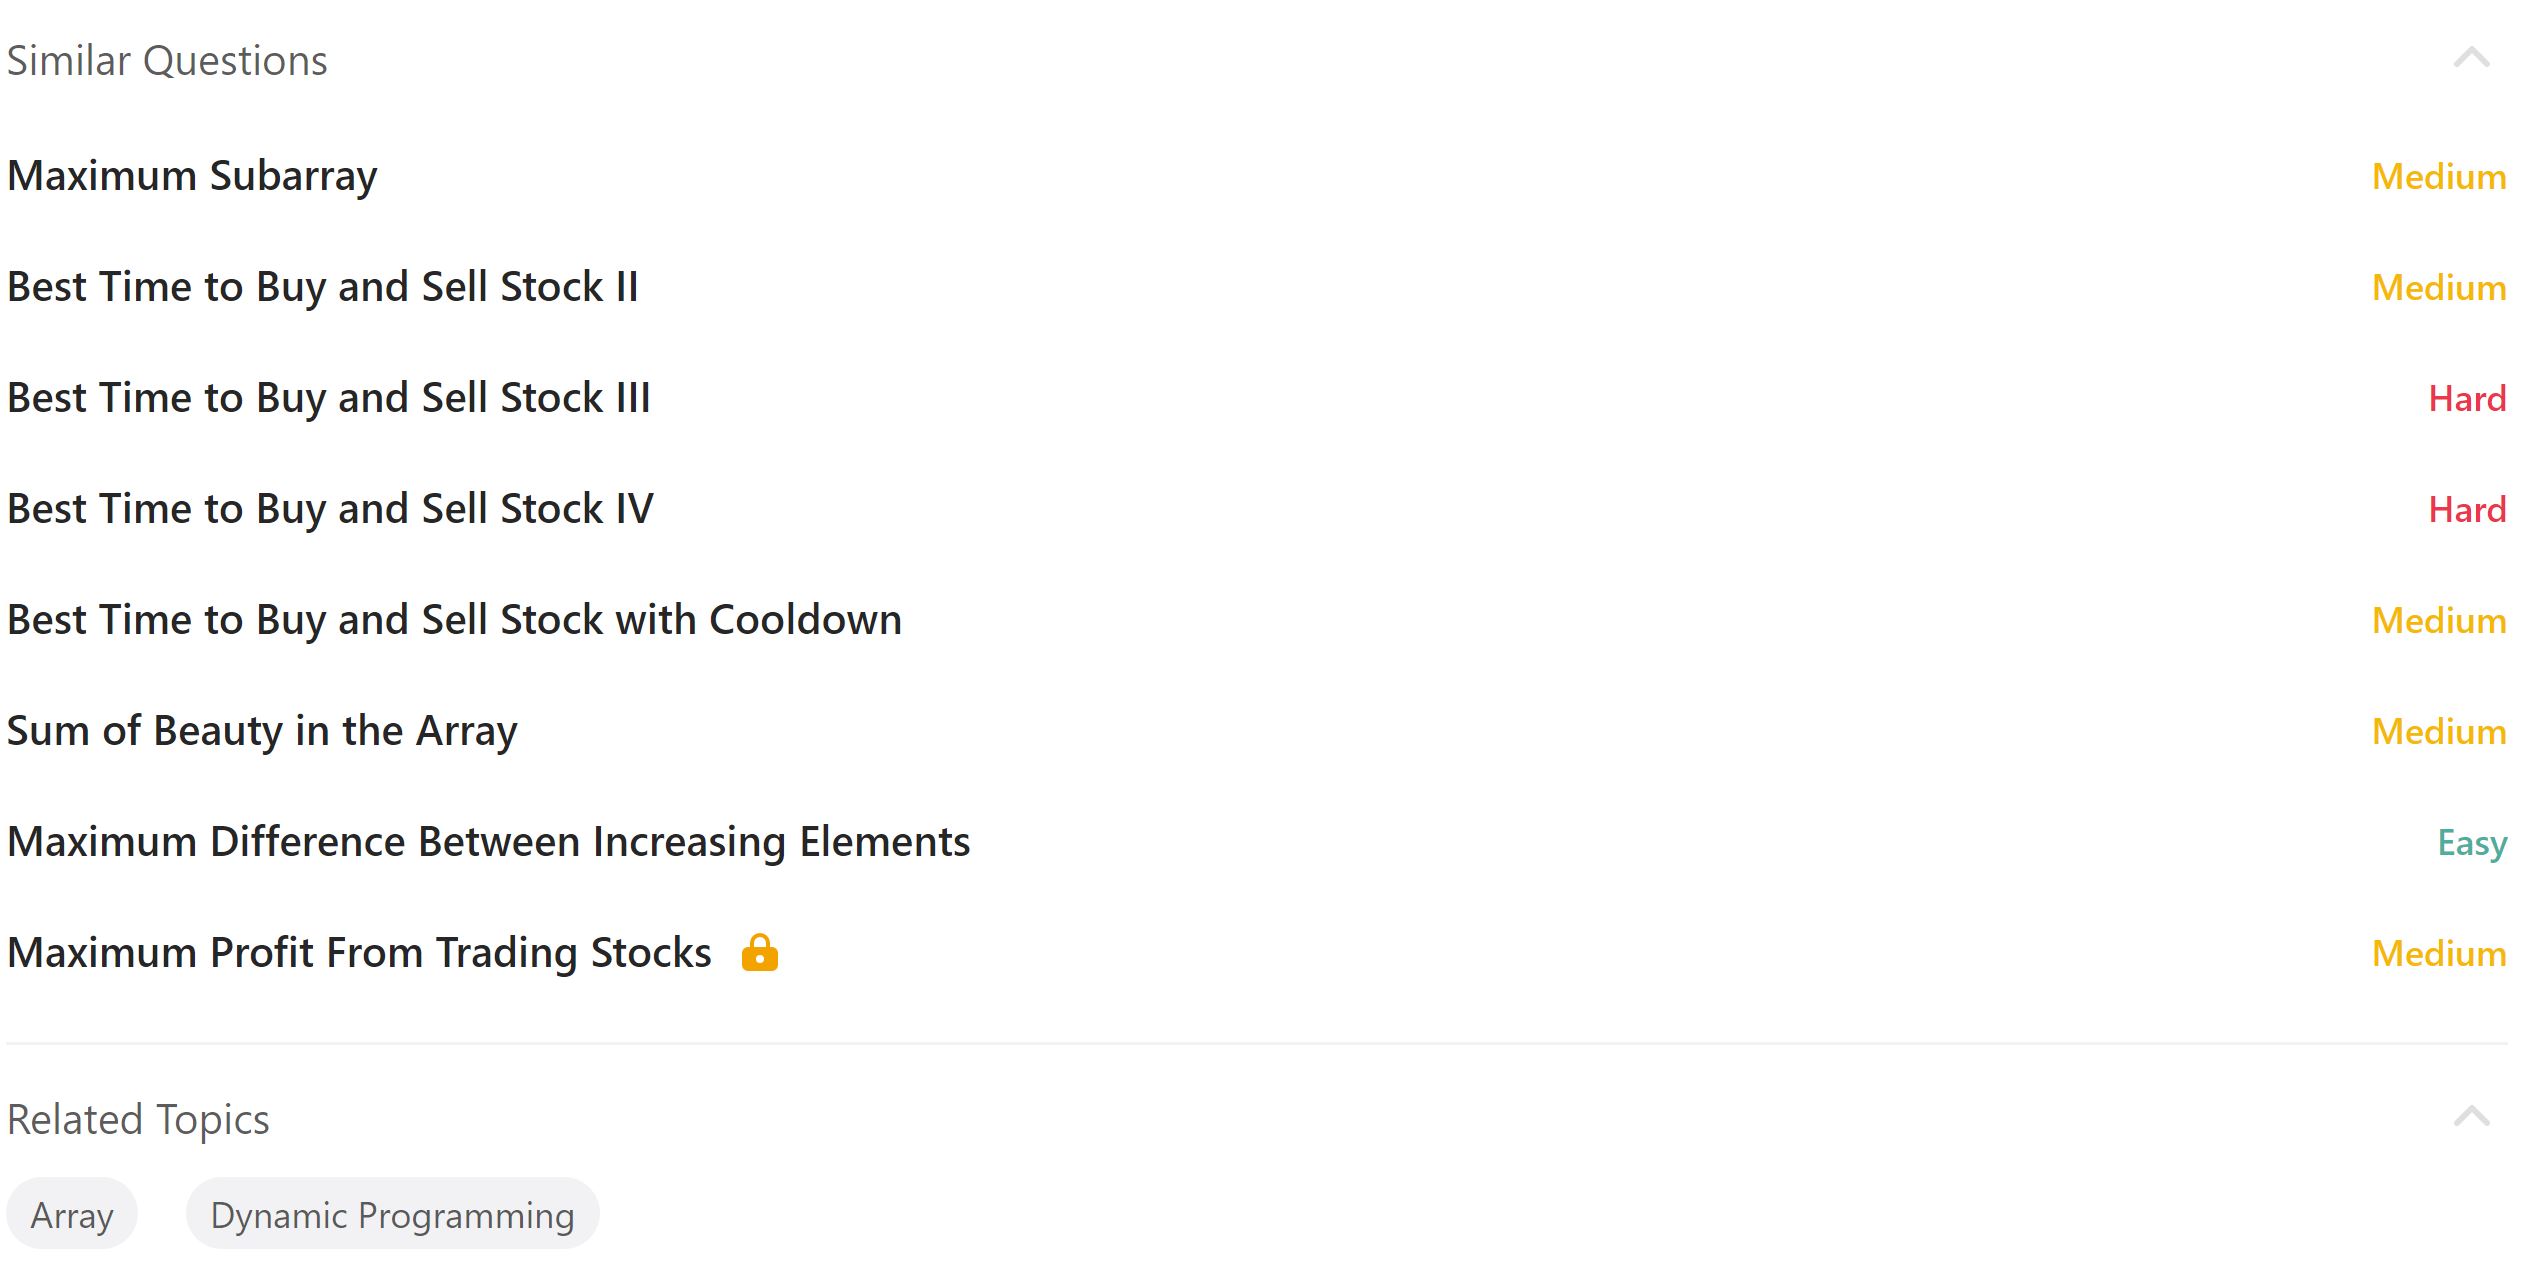 Similar Questions
Maximum Subarray Medium
Best Time to Buy and Sell Stock II Medium
Best Time to Buy and Sell Stock III Hard
Best Time to Buy and Sell Stock IV Hard
Best Time to Buy and Sell Stock with Cooldown Medium
Sum of Beauty in the Array Medium
Maximum Difference Between Increasing Elements Easy
Maximum Profit From Trading Stocks Medium
Related Topics
Array Dynamic Programming